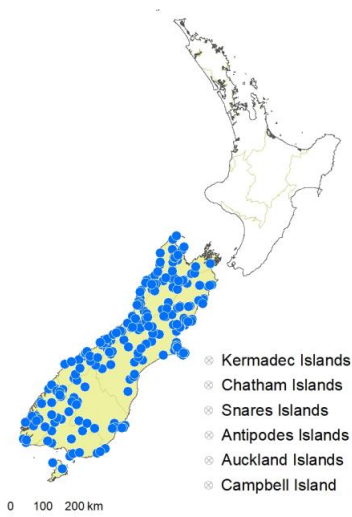 Kermadec Islands
Chatham Islands
Snares Islands
Antipodes Islands
Auckland Islands
Campbell Island
0 100 200 km